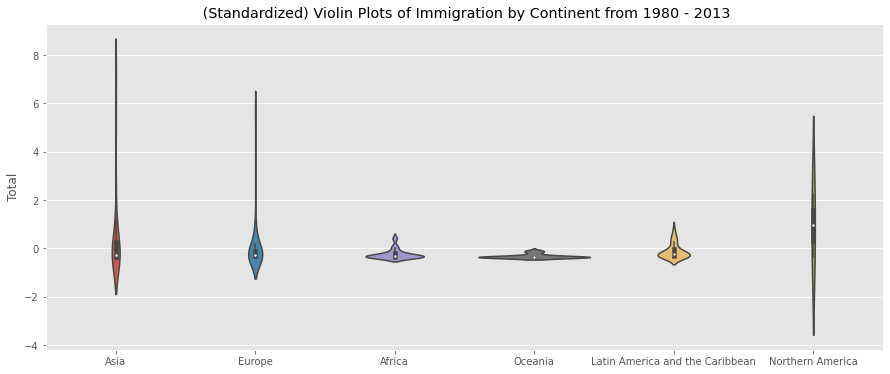 (Standardized) Violin Plots of Immigration by Continent from 1980 - 2013
8
6
4
2
0
−2
−4
Total
Asia
Europe
Africa
Oceania
Latin America and the Caribbean
Northern America